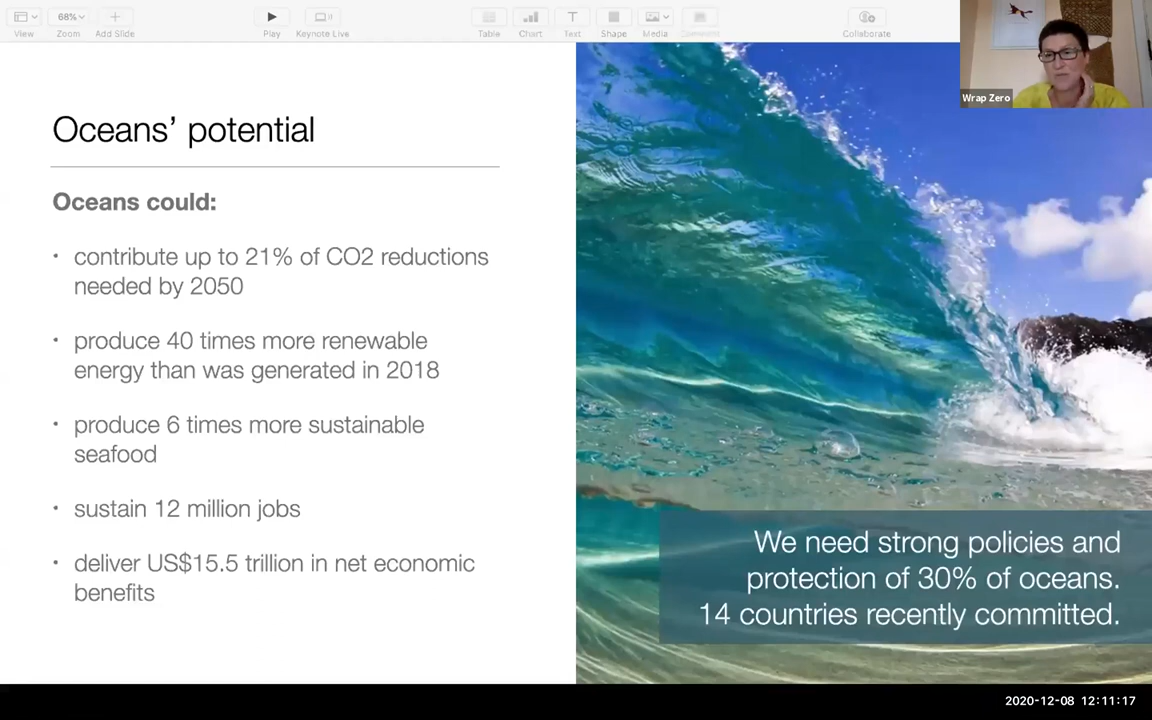 68%
View
Zoom
Add Slide
Play
Keynote Live
Table
Chart
Text
Shape
Media
Comment
Collaborate
Wrap Zero
Oceans’ potential
Oceans could:
• contribute up to 21% of CO2 reductions
needed by 2050
• produce 40 times more renewable
energy than was generated in 2018
• produce 6 times more sustainable
seafood
• sustain 12 million jobs
• deliver US$15.5 trillion in net economic
benefits
We need strong policies and
protection of 30% of oceans.
14 countries recently committed.
2020-12-08 12:11:17